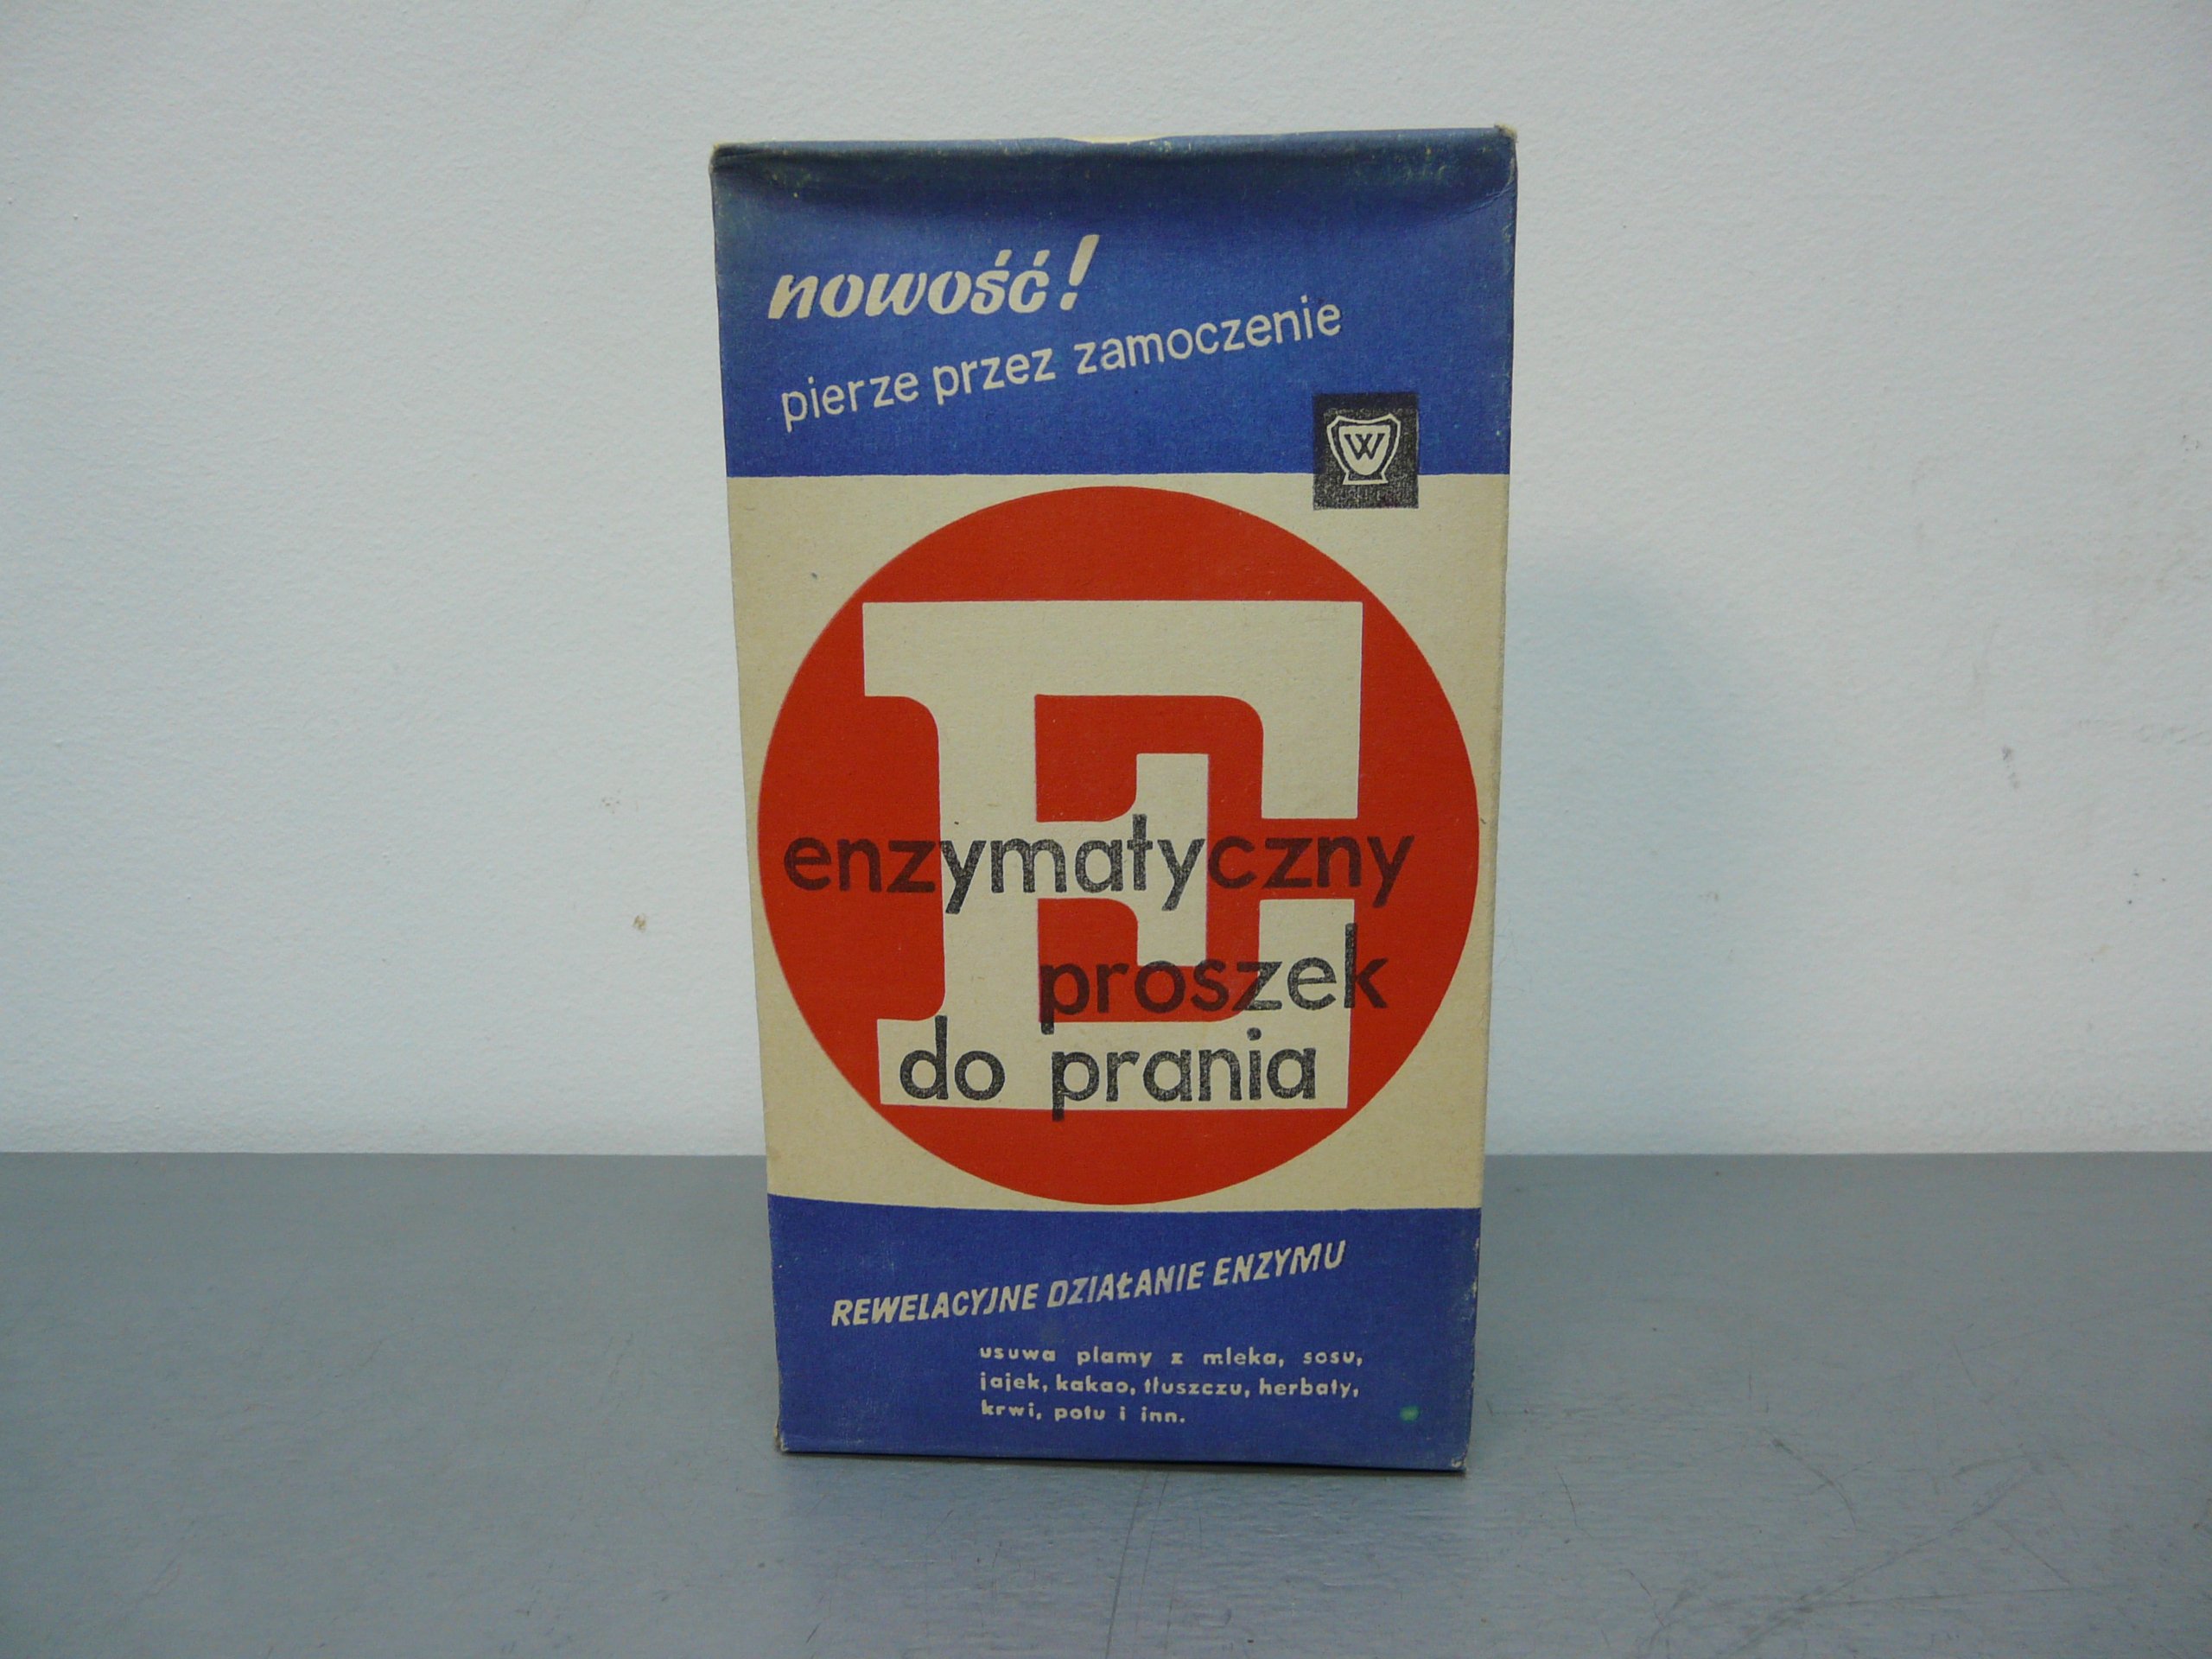 nowość!
pierze przez zamoczenie
W
E
enzymatyczny
proszek
do prania
REWELACYJNE DZIAŁANIE ENZYMU
usuwa plamy z mleka, sosu,
jajek, kakao, tłuszczu, herbaty,
krwi, potu i inn.